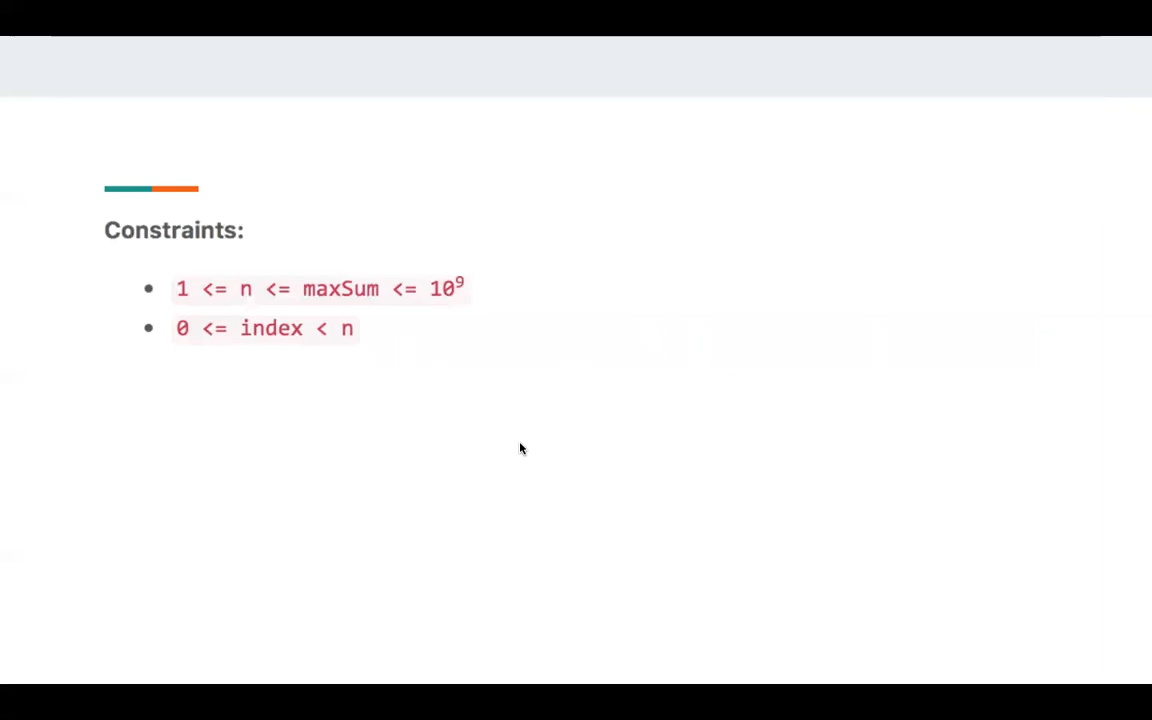 Constraints:
1 <= n <= maxSum <= 10⁹
0 <= index < n